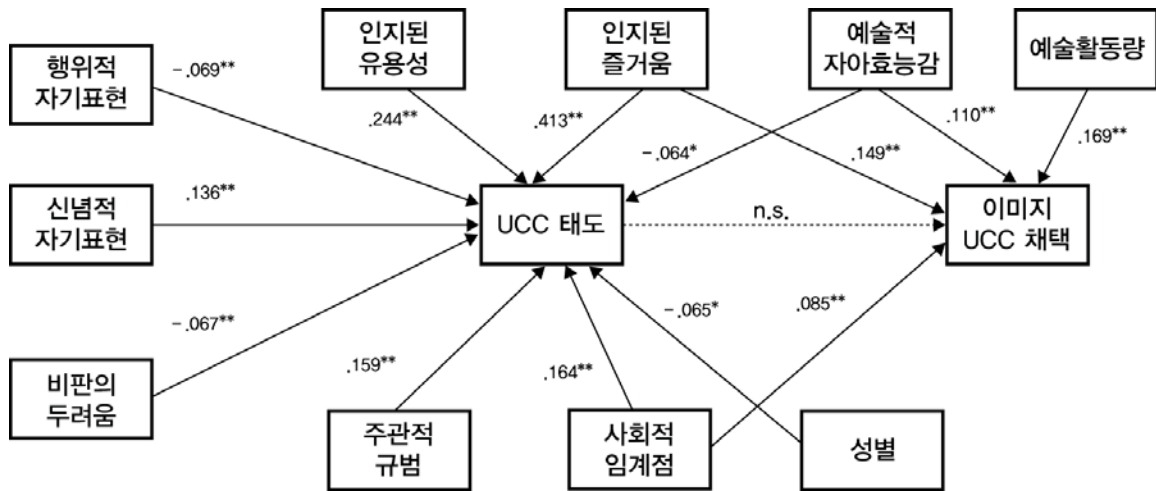 행위적
자기표현
-.069**
인지된
유용성
.244**
인지된
즐거움
.413**
예술적
자아효능감
-.064*
.110**
.149**
예술활동량
.169**
신념적
자기표현
.136**
UCC 태도
n.s.
이미지
UCC 채택
비판의
두려움
-.067**
.159**
주관적
규범
.164**
사회적
임계점
-.065*
.085**
성별